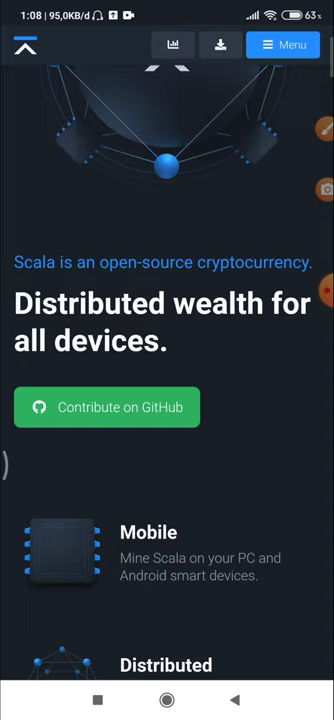 1:08 | 95,0KB/d
63%
Menu
Scala is an open-source cryptocurrency.
Distributed wealth for
all devices.
Contribute on GitHub
Mobile
Mine Scala on your PC and
Android smart devices.
Distributed